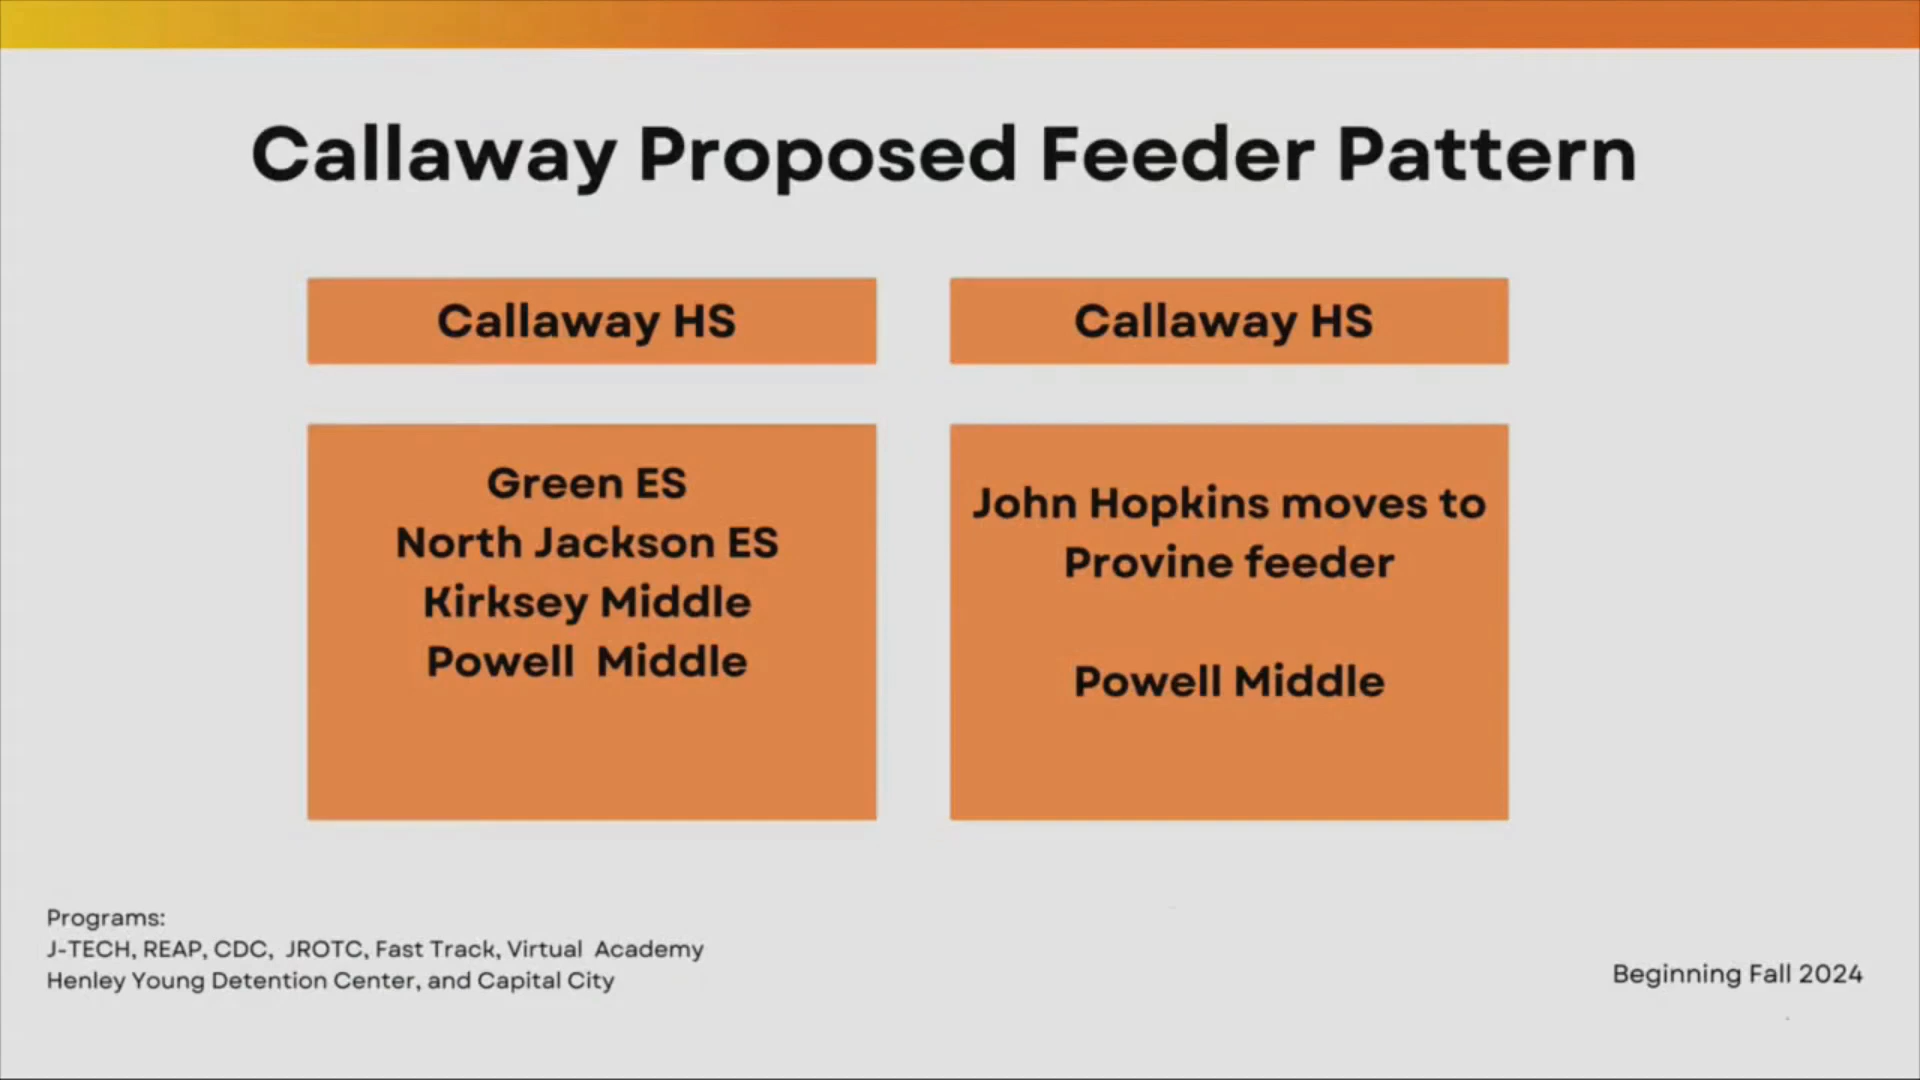 Callaway Proposed Feeder Pattern
Callaway HS
Green ES
North Jackson ES
Kirksey Middle
Powell Middle
Callaway HS
John Hopkins moves to
Provine feeder
Powell Middle
Programs:
J-TECH, REAP, CDC, JROTC, Fast Track, Virtual Academy
Henley Young Detention Center, and Capital City
Beginning Fall 2024